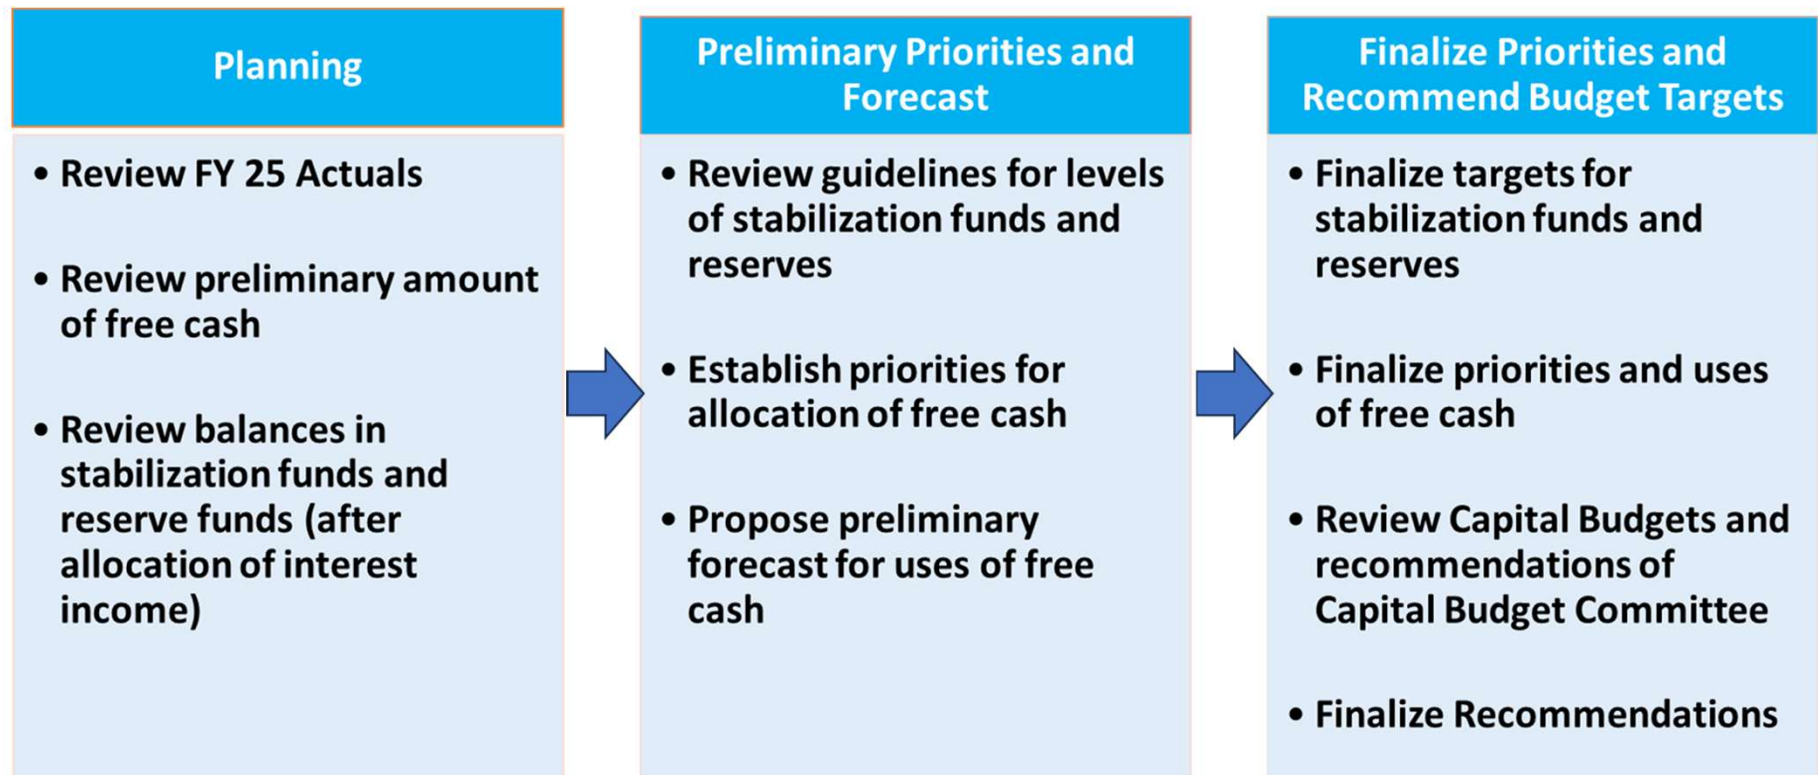 Planning
• Review FY 25 Actuals
• Review preliminary amount
of free cash
• Review balances in
stabilization funds and
reserve funds (after
allocation of interest
income)
Preliminary Priorities and
Forecast
• Review guidelines for levels
of stabilization funds and
reserves
• Establish priorities for
allocation of free cash
• Propose preliminary
forecast for uses of free
cash
Finalize Priorities and
Recommend Budget Targets
• Finalize targets for
stabilization funds and
reserves
• Finalize priorities and uses
of free cash
• Review Capital Budgets and
recommendations of
Capital Budget Committee
• Finalize Recommendations